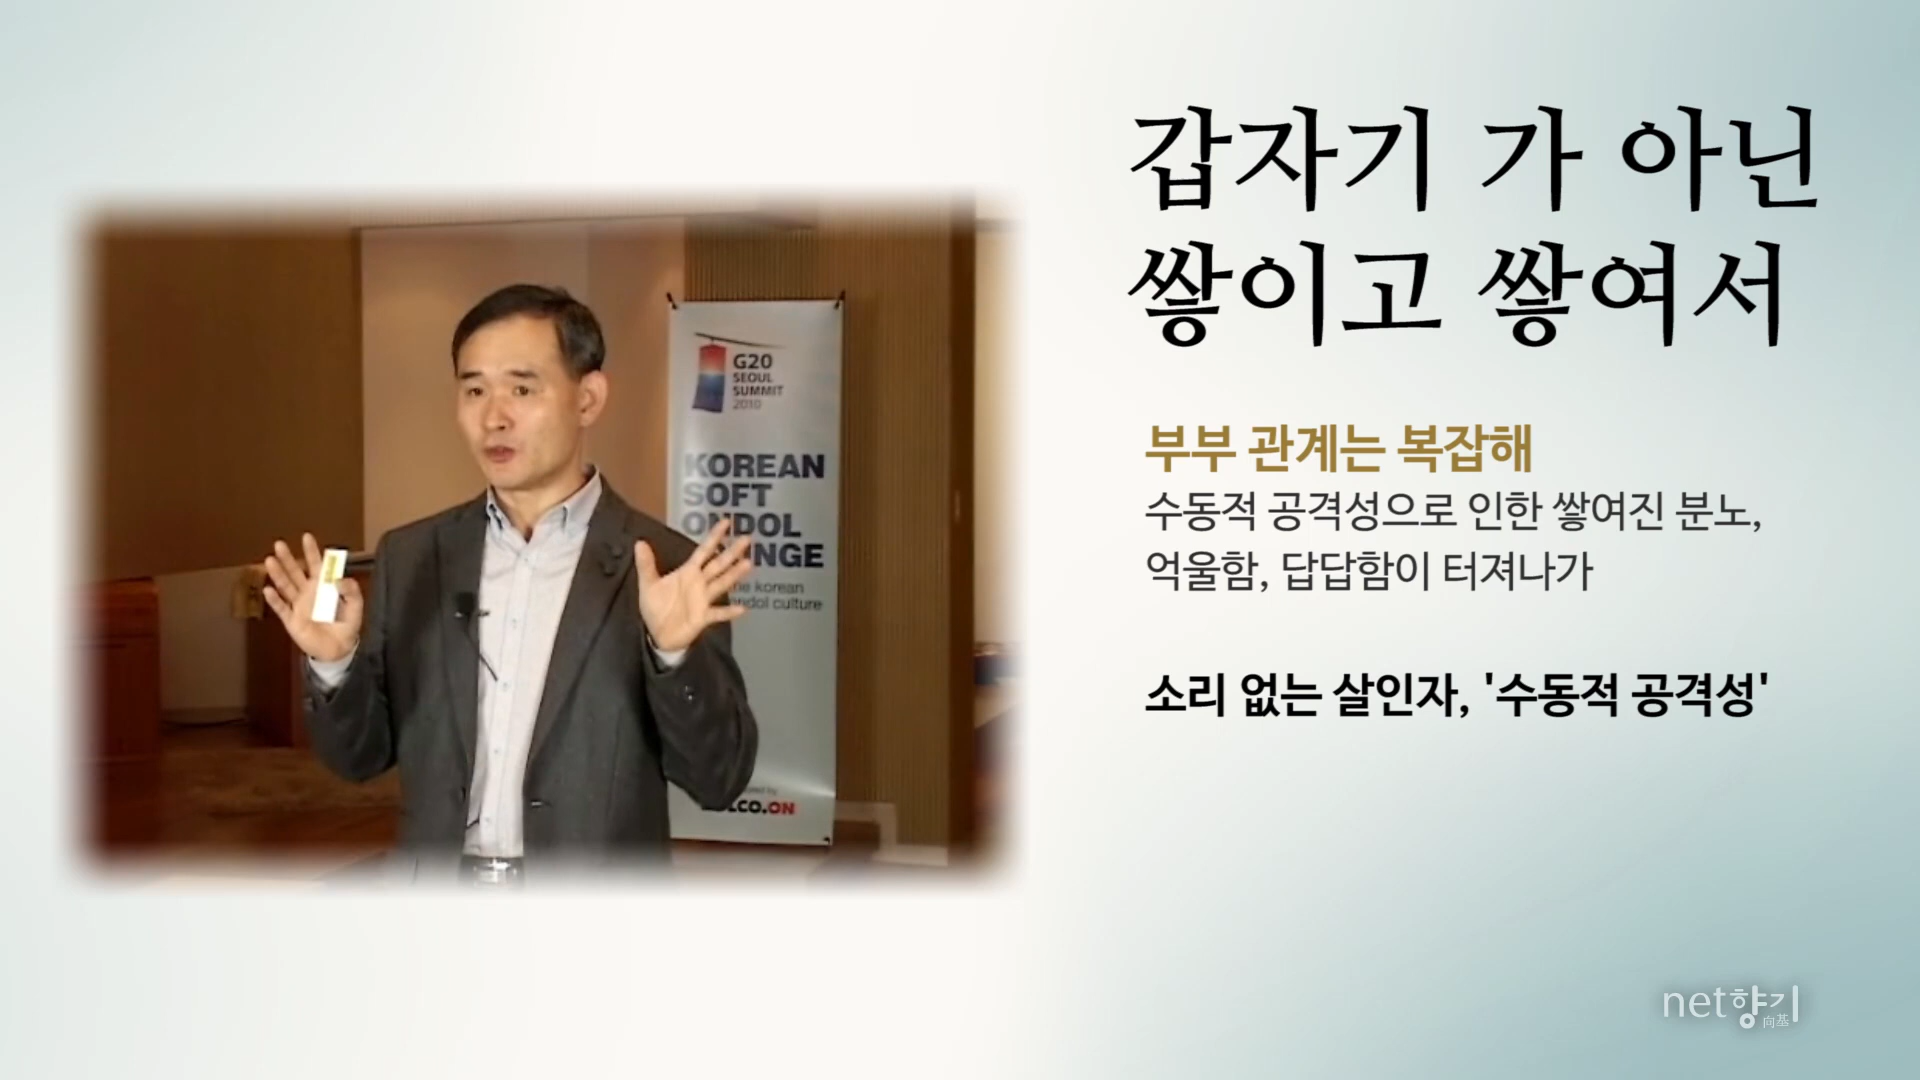 갑자기 가 아닌
쌓이고 쌓여서
부부 관계는 복잡해
수동적 공격성으로 인한 쌓여진 분노,
억울함, 답답함이 터져나가
소리 없는 살인자, '수동적 공격성'
G20
SEOUL
SUMMIT
2010
KOREAN
SOFT
ONDOL
korean
ondol culture
net향기
向基